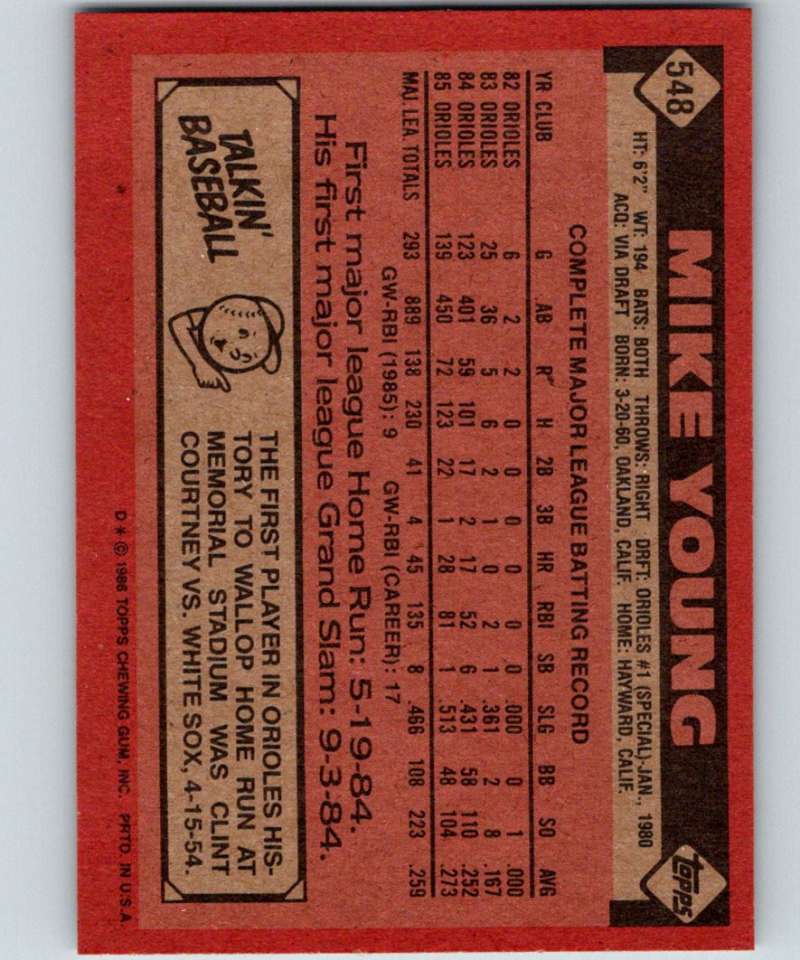 548
MIKE YOUNG
topps
HT: 6'2" WT: 194 BATS: BOTH THROWS: RIGHT DRFT: ORIOLES #1 (SPECIAL)-JAN., 1980
ACQ: VIA DRAFT BORN: 3-20-60, OAKLAND, CALIF. HOME: HAYWARD, CALIF.
COMPLETE MAJOR LEAGUE BATTING RECORD
YR CLUB G AB R H 2B 3B HR RBI SB SLG BB SO AVG
82 ORIOLES 6 2 2 0 0 0 0 0 0 .000 0 1 .000
83 ORIOLES 25 36 5 6 2 1 0 2 1 .361 2 8 .167
84 ORIOLES 123 401 59 101 17 2 17 52 6 .431 58 110 .252
85 ORIOLES 139 450 72 123 22 1 28 81 1 .513 48 104 .273
MAJ. LEA. TOTALS 293 889 138 230 41 4 45 135 8 .466 108 223 .259
GW-RBI (1985): 9 GW-RBI (CAREER): 17
First major league Home Run: 5-19-84.
His first major league Grand Slam: 9-3-84.
TALKIN'
BASEBALL
THE FIRST PLAYER IN ORIOLES HIS-
TORY TO WALLOP HOME RUN AT
MEMORIAL STADIUM WAS CLINT
COURTNEY VS. WHITE SOX, 4-15-54.
D * © 1986 TOPPS CHEWING GUM, INC. PRTD. IN U.S.A.